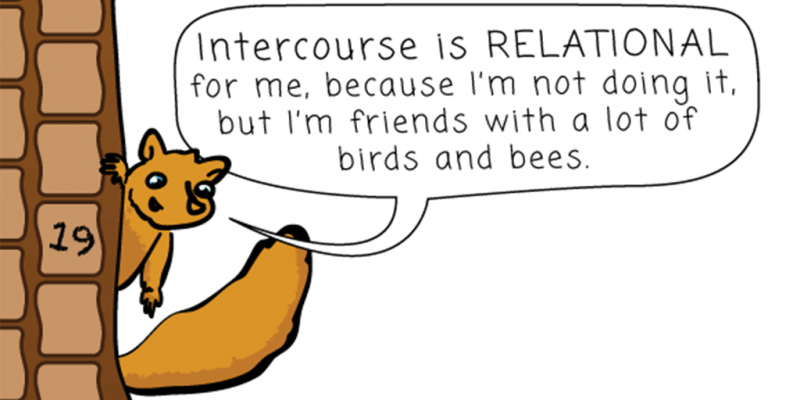 Intercourse is RELATIONAL
for me, because I'm not doing it,
but I'm friends with a lot of
birds and bees.
19